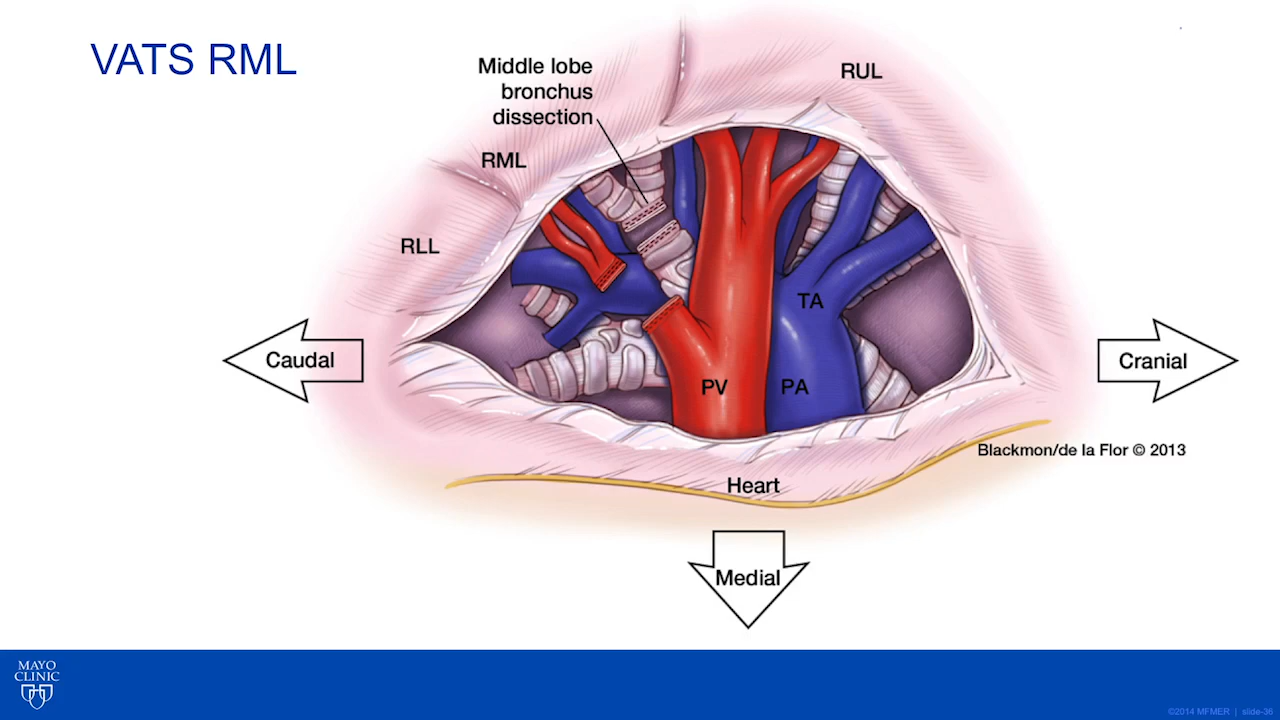 VATS RML
Middle lobe
bronchus
dissection
RUL
RML
RLL
TA
Caudal
Cranial
PV
PA
Blackmon/de la Flor © 2013
Heart
Medial
MAYO
CLINIC
©2014 MFMER | slide-36